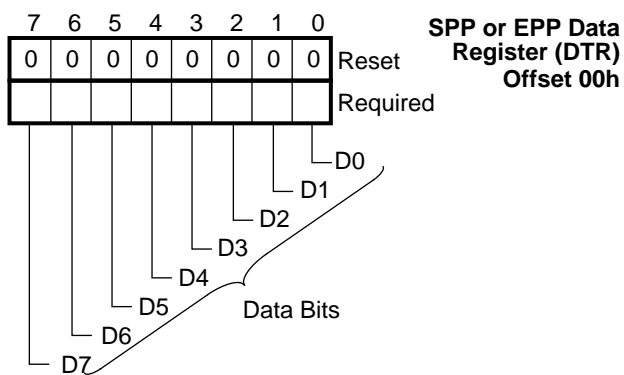 7 6 5 4 3 2 1 0
SPP or EPP Data
Register (DTR)
Offset 00h
0 0 0 0 0 0 0 0 Reset
Required
D0
D1
D2
D3
D4
D5
D6
D7
Data Bits